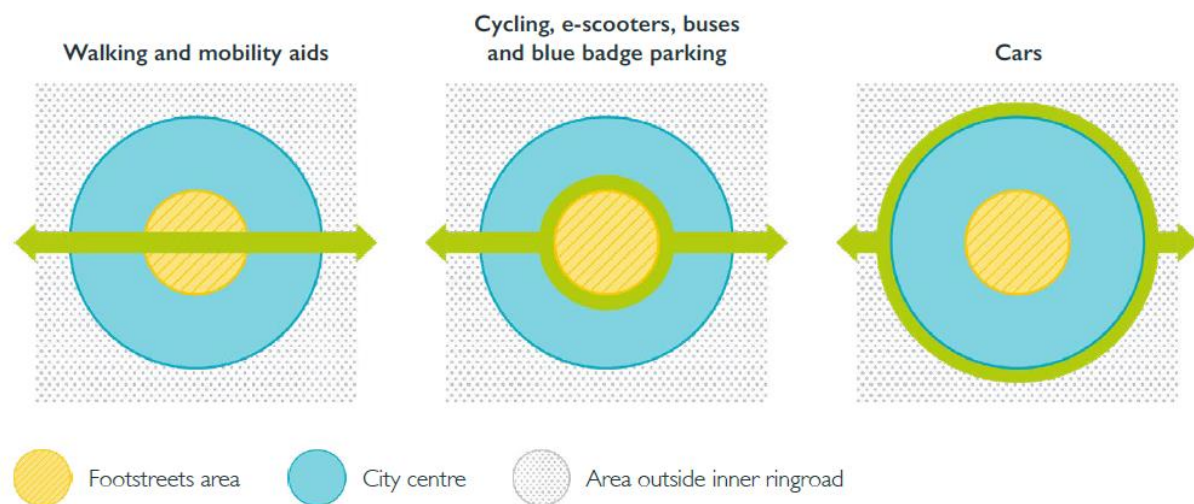 Walking and mobility aids
Cycling, e-scooters, buses
and blue badge parking
Cars
Footstreets area
City centre
Area outside inner ringroad